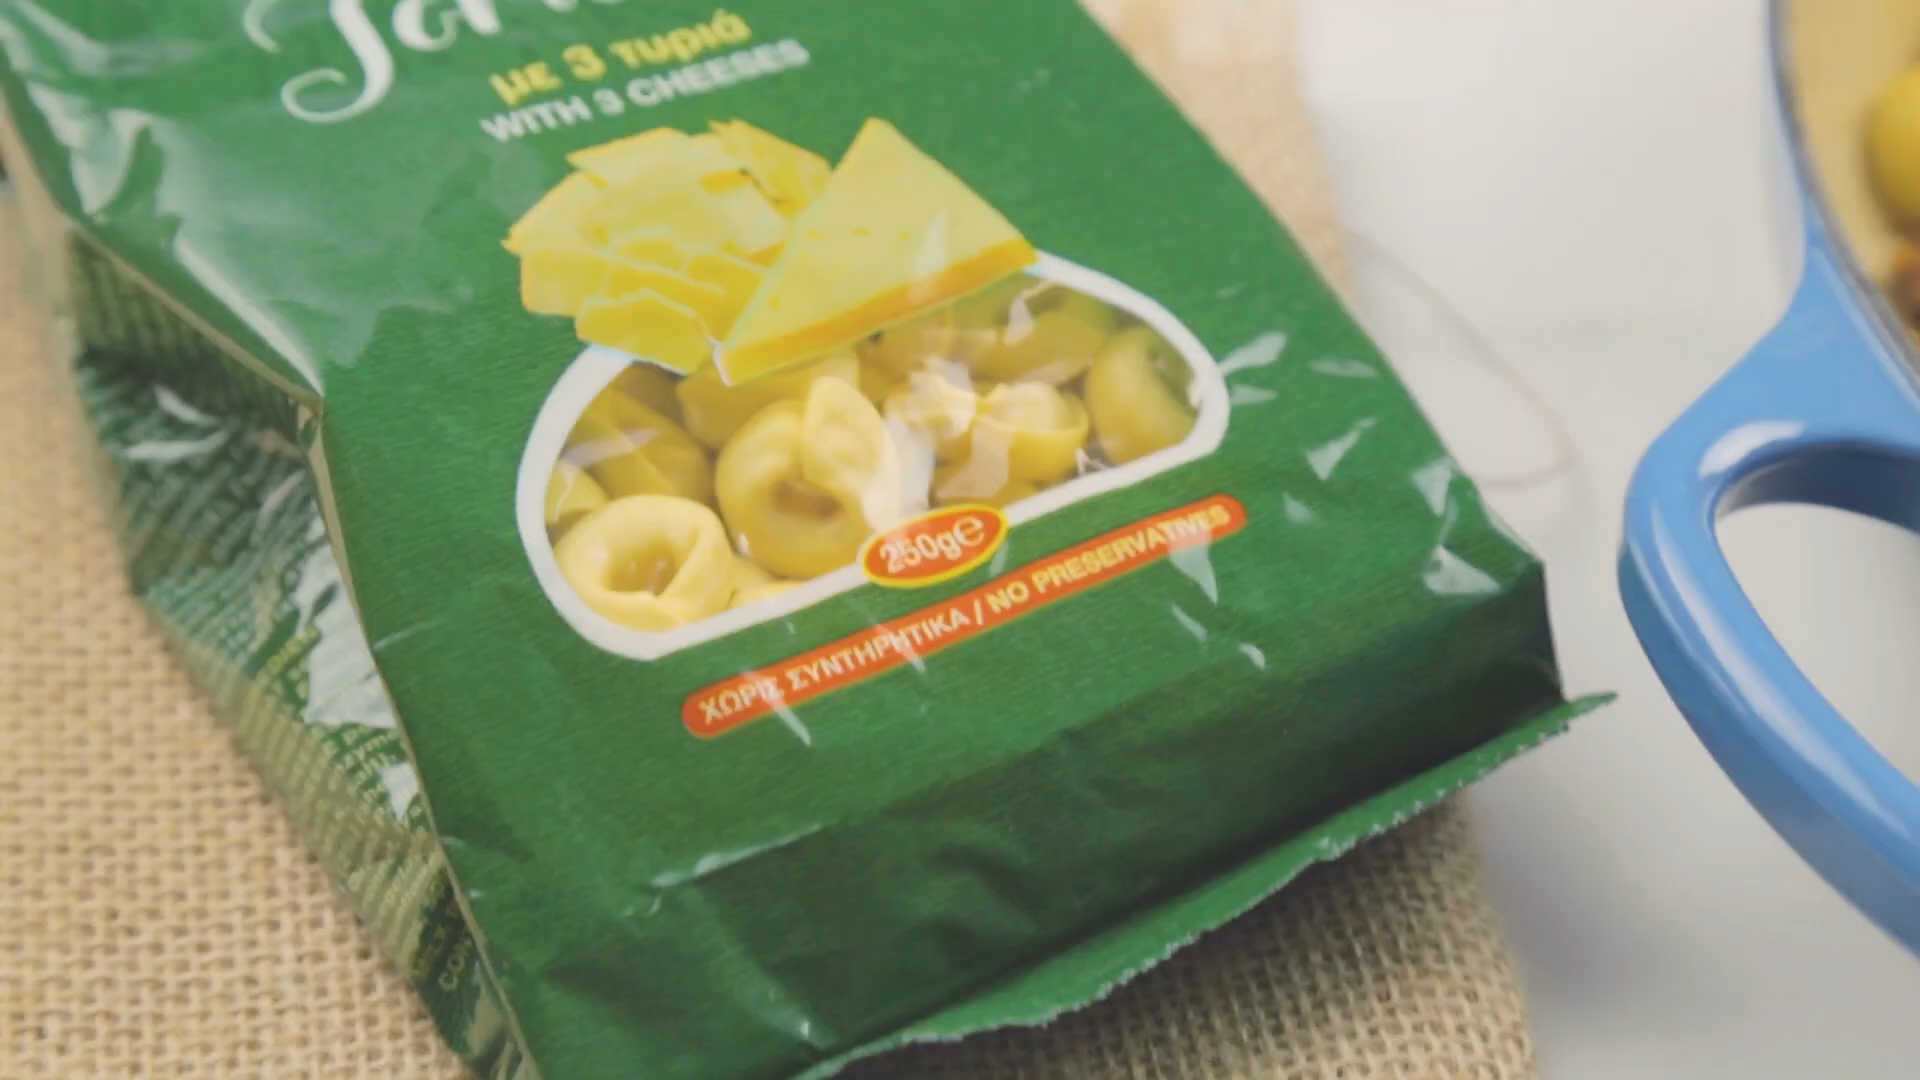 με 3 τυριά
WITH 3 CHEESES
250g℮
ΧΩΡΙΣ ΣΥΝΤΗΡΗΤΙΚΑ / NO PRESERVATIVES